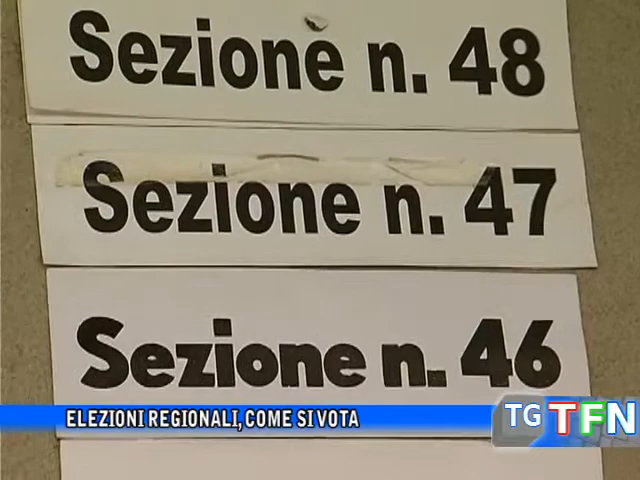 Sezione n. 48
Sezione n. 47
Sezione n. 46
ELEZIONI REGIONALI, COME SI VOTA
TG TFN